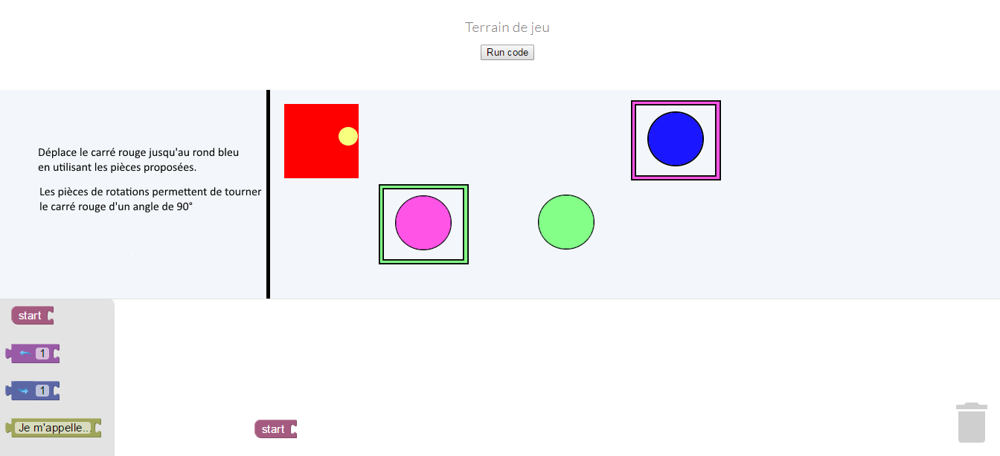 Terrain de jeu
Run code
Déplace le carré rouge jusqu'au rond bleu
en utilisant les pièces proposées.
Les pièces de rotations permettent de tourner
le carré rouge d'un angle de 90°
start
1
1
Je m'appelle...
start